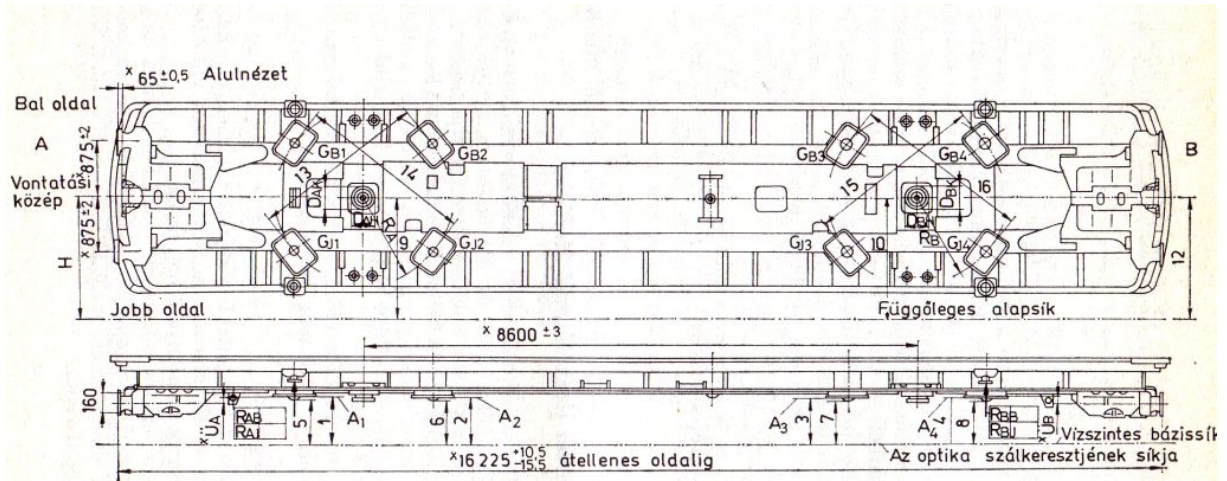 x 65 ±0,5 Alulnézet
Bal oldal
A
B
x 875 ±2
Vontatási közép
x 875 ±2
H
GB1
GB2
GB3
GB4
13
14
15
16
DAK
DBK
DAH
DBH
RB
9
10
12
GJ1
GJ2
GJ3
GJ4
Jobb oldal
Függőleges alapsík
x 8600 ±3
160
x ÜA
RAB
RAJ
5
1
A1
6
2
A2
A3
3
7
A4
4
8
RBB
RBJ
x ÜB
Vízszintes bázissík
x 16 225 +10,5 -15,5 átellenes oldalig
Az optika szálkeresztjének síkja